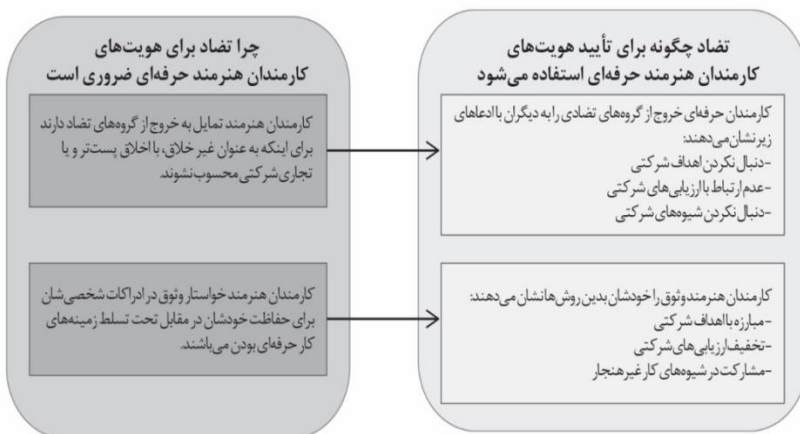 چرا تضاد برای هویت‌های
کارمندان هنرمند حرفه‌ای ضروری است
کارمندان هنرمند تمایل به خروج از گروه‌های تضاد دارند
برای اینکه به عنوان غیر خلاق، با اخلاق پست‌تر و یا
تجاری شرکتی محسوب نشوند.
کارمندان هنرمند خواستار وثوق در ادراکات شخصی‌شان
برای حفاظت خودشان در مقابل تحت تسلط زمینه‌های
کار حرفه‌ای بودن می‌باشند.
تضاد چگونه برای تأیید هویت‌های
کارمندان هنرمند حرفه‌ای استفاده می‌شود
کارمندان حرفه‌ای خروج از گروه‌های تضادی را به دیگران با ادعاهای
زیر نشان می‌دهند:
-دنبال نکردن اهداف شرکتی
-عدم ارتباط با ارزیابی‌های شرکتی
-دنبال نکردن شیوه‌های شرکتی
کارمندان هنرمند وثوق را خودشان بدین روش‌ها نشان می‌دهند:
-مبارزه با اهداف شرکتی
-تخفیف ارزیابی‌های شرکتی
-مشارکت در شیوه‌های کار غیر هنجار